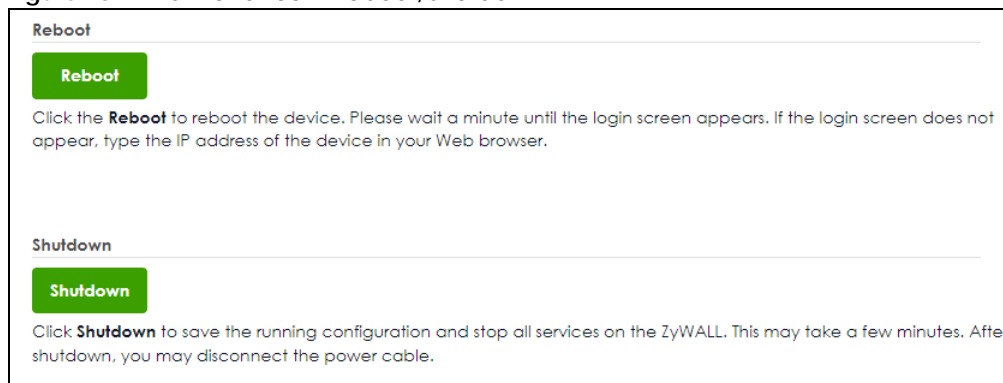 Reboot
Reboot
Click the Reboot to reboot the device. Please wait a minute until the login screen appears. If the login screen does not
appear, type the IP address of the device in your Web browser.
Shutdown
Shutdown
Click Shutdown to save the running configuration and stop all services on the ZyWALL. This may take a few minutes. Afte
shutdown, you may disconnect the power cable.